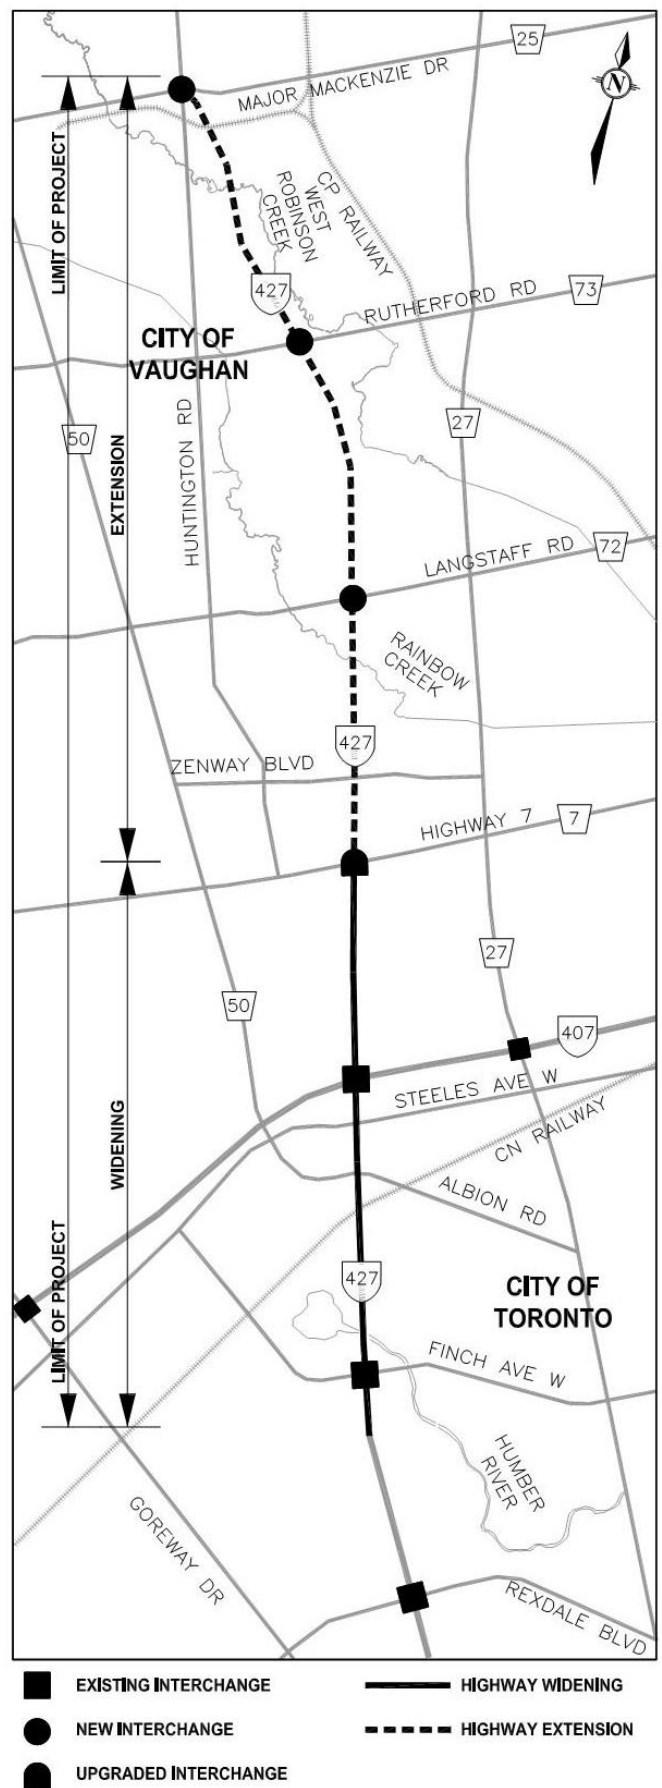 25
MAJOR MACKENZIE DR
N
LIMIT OF PROJECT
CP RAILWAY
WEST
ROBINSON
CREEK
427
73
RUTHERFORD RD
CITY OF
VAUGHAN
27
50
HUNTINGTON RD
EXTENSION
72
LANGSTAFF RD
RAINBOW
CREEK
427
ZENWAY BLVD
7
HIGHWAY 7
27
50
407
STEELES AVE W
CN RAILWAY
WIDENING
ALBION RD
LIMIT OF PROJECT
427
CITY OF
TORONTO
FINCH AVE W
HUMBER
RIVER
GOREWAY DR
REXDALE BLVD
EXISTING INTERCHANGE
HIGHWAY WIDENING
NEW INTERCHANGE
HIGHWAY EXTENSION
UPGRADED INTERCHANGE